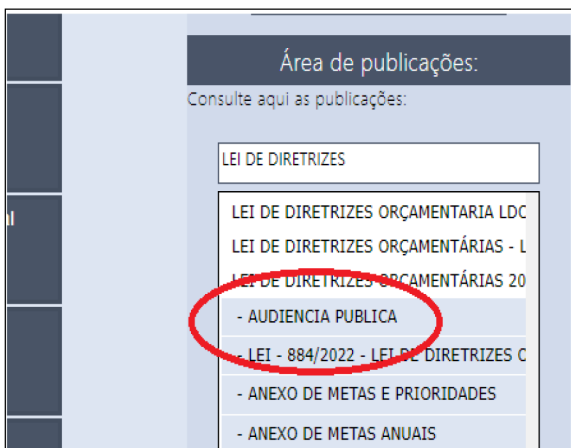 Área de publicações:
Consulte aqui as publicações:
LEI DE DIRETRIZES
LEI DE DIRETRIZES ORÇAMENTARIA LDO
LEI DE DIRETRIZES ORÇAMENTÁRIAS - L
LEI DE DIRETRIZES ORÇAMENTÁRIAS 20
- AUDIENCIA PUBLICA
- LEI - 884/2022 - LEI DE DIRETRIZES O
- ANEXO DE METAS E PRIORIDADES
- ANEXO DE METAS ANUAIS